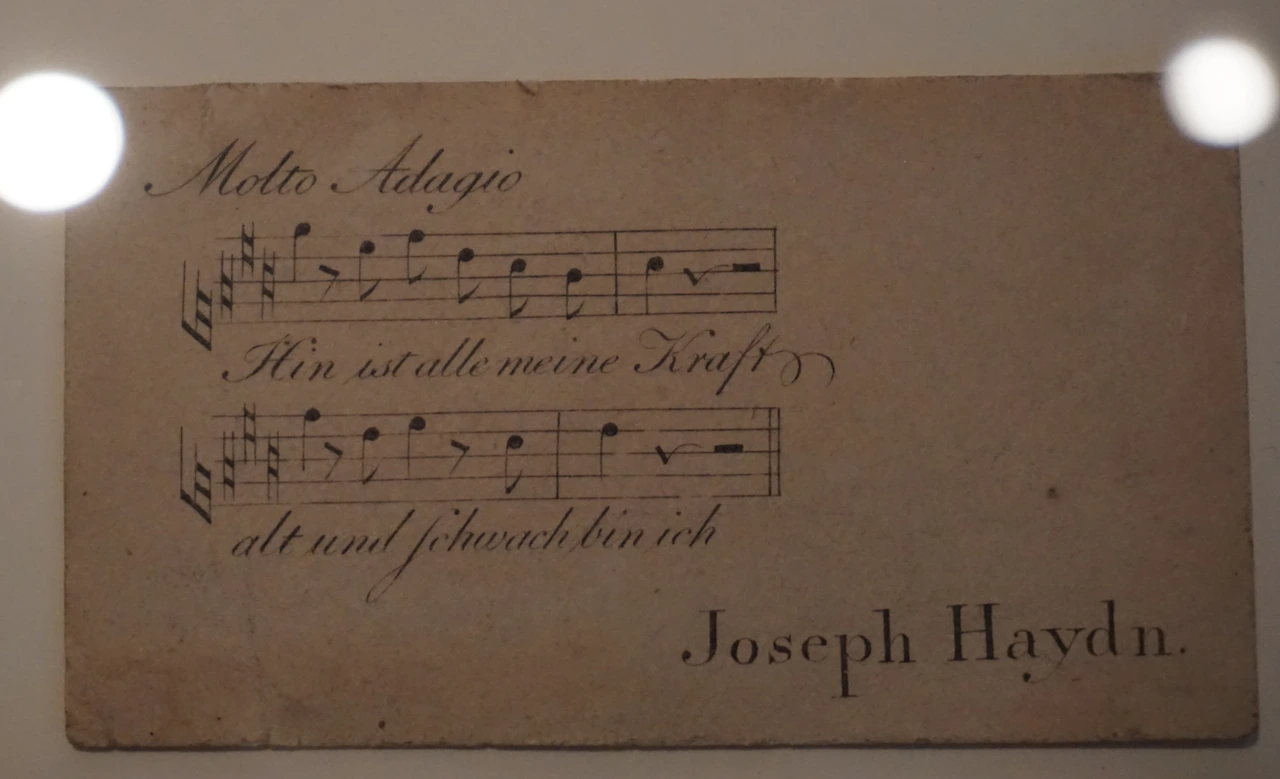 Molto Adagio
Hin ist alle meine Kraft
alt und ſchwach bin ich
Joseph Haydn.